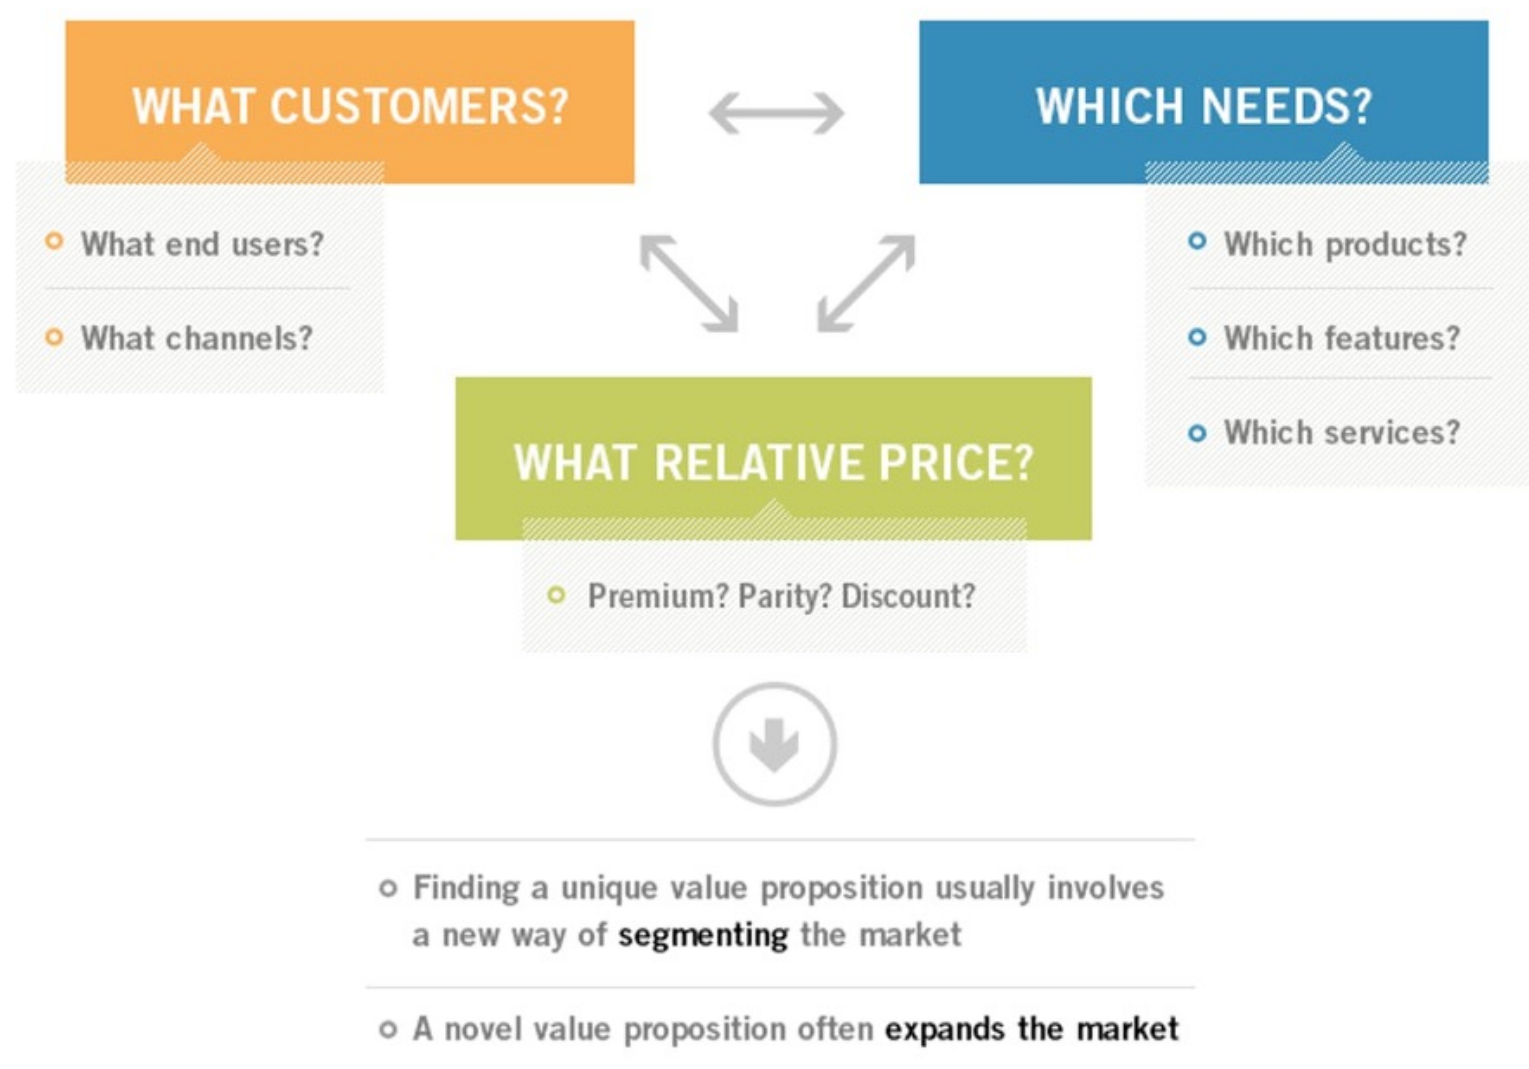 WHAT CUSTOMERS?
What end users?
What channels?
WHICH NEEDS?
Which products?
Which features?
Which services?
WHAT RELATIVE PRICE?
Premium? Parity? Discount?
Finding a unique value proposition usually involves
a new way of segmenting the market
A novel value proposition often expands the market